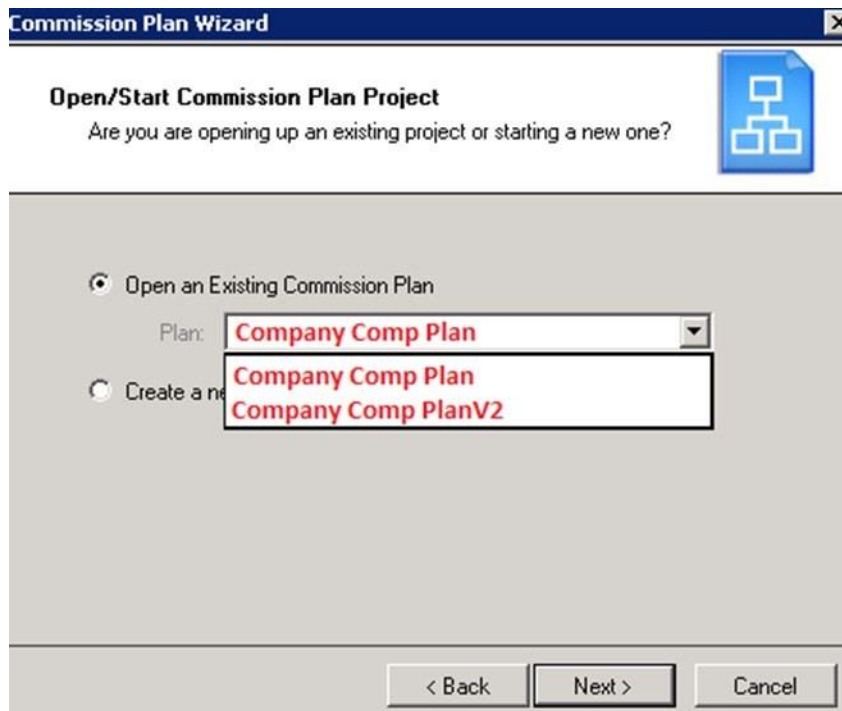 Commission Plan Wizard
Open/Start Commission Plan Project
Are you are opening up an existing project or starting a new one?
Open an Existing Commission Plan
Plan: Company Comp Plan
Company Comp Plan
Create a
Company Comp PlanV2
< Back Next > Cancel